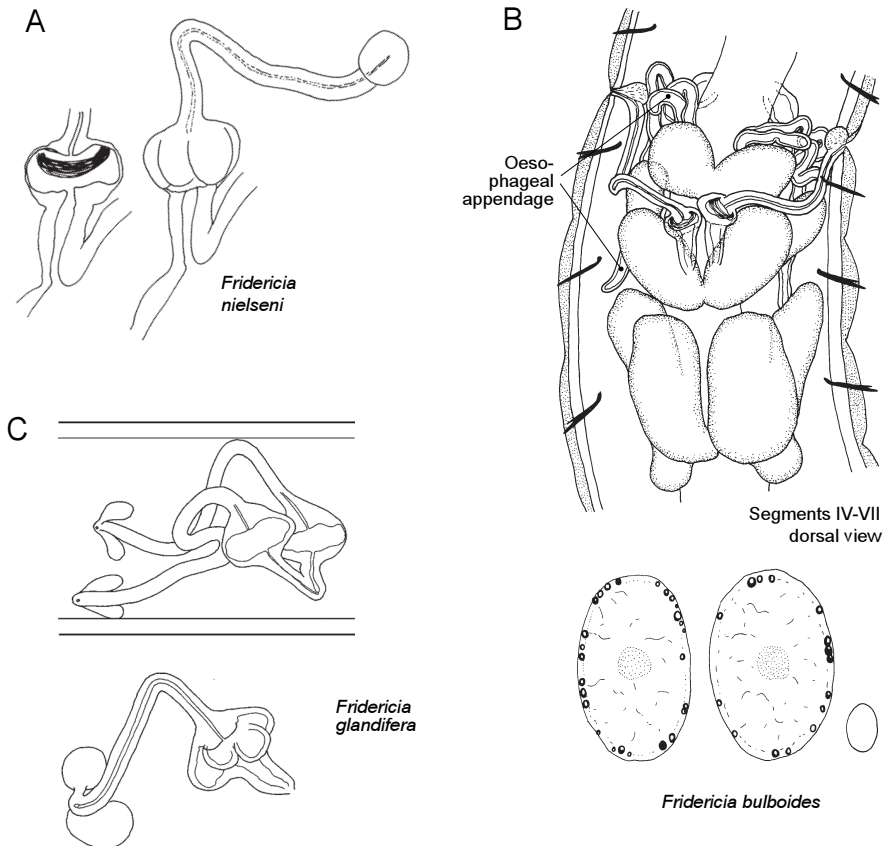 A
Fridericia
nielseni
B
Oeso-
phageal
appendage
Segments IV-VII
dorsal view
Fridericia bulboides
C
Fridericia
glandifera